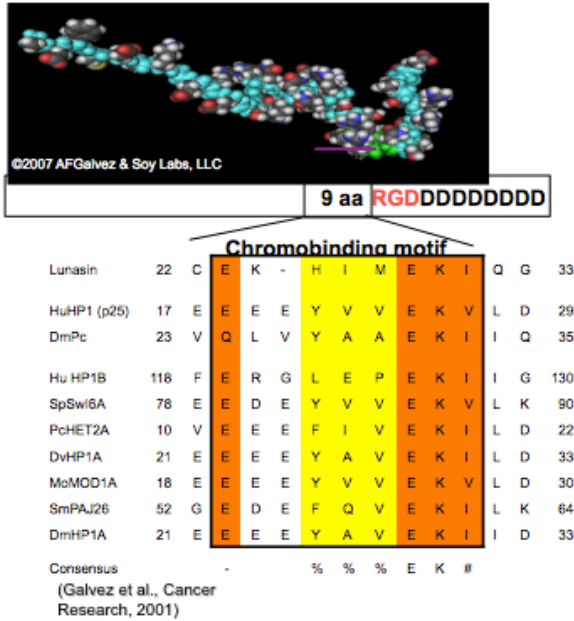 ©2007 AFGalvez & Soy Labs, LLC
9 aa RGDDDDDDDDD
Chromobinding motif
Lunasin 22 C E K - H I M E K I Q G 33
HuHP1 (p25) 17 E E E E Y V V E K V L D 29
DmPc 23 V Q L V Y A A E K I I Q 35
Hu HP1B 118 F E R G L E P E K I I G 130
SpSwI6A 78 E E D E Y V V E K V L K 90
PcHET2A 10 V E E E F I V E K I L D 22
DvHP1A 21 E E E E Y A V E K I L D 33
MoMOD1A 18 E E E E Y V V E K V L D 30
SmPAJ26 52 G E D E F Q V E K I L K 64
DmHP1A 21 E E E E Y A V E K I I D 33
Consensus - % % % E K #
(Galvez et al., Cancer
Research, 2001)